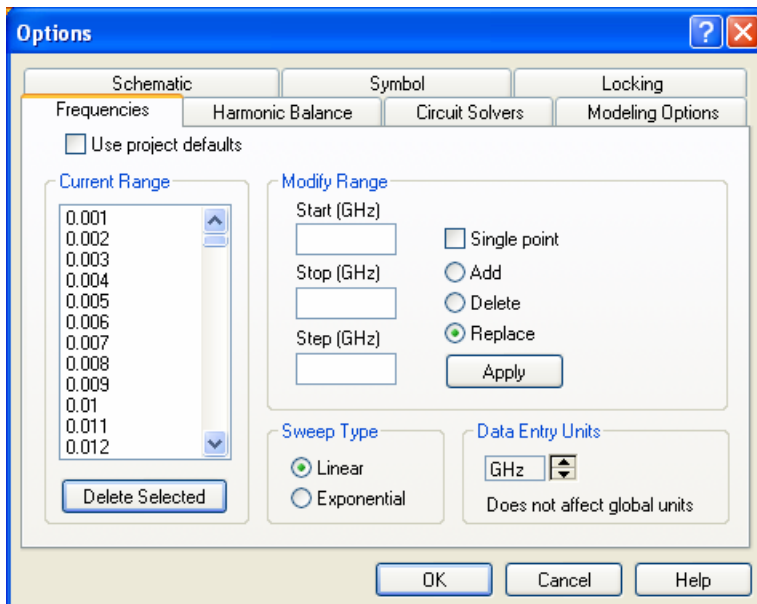 Options
Schematic
Symbol
Locking
Frequencies
Harmonic Balance
Circuit Solvers
Modeling Options
Use project defaults
Current Range
0.001
0.002
0.003
0.004
0.005
0.006
0.007
0.008
0.009
0.01
0.011
0.012
Delete Selected
Modify Range
Start (GHz)
Stop (GHz)
Step (GHz)
Single point
Add
Delete
Replace
Apply
Sweep Type
Linear
Exponential
Data Entry Units
GHz
Does not affect global units
OK
Cancel
Help